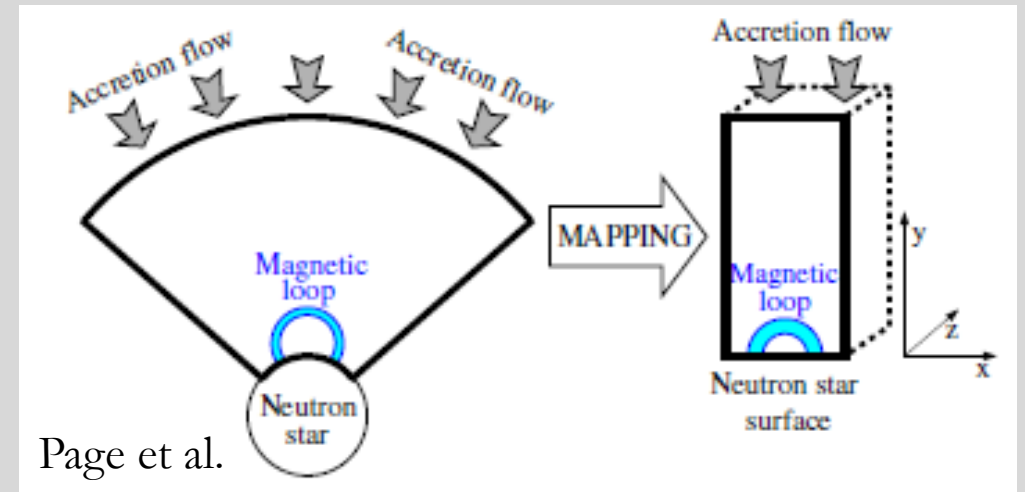 Accretion flow
Accretion flow
Magnetic
loop
Neutron
star
MAPPING
Accretion flow
Magnetic
loop
Neutron star
surface
y
z
x
Page et al.